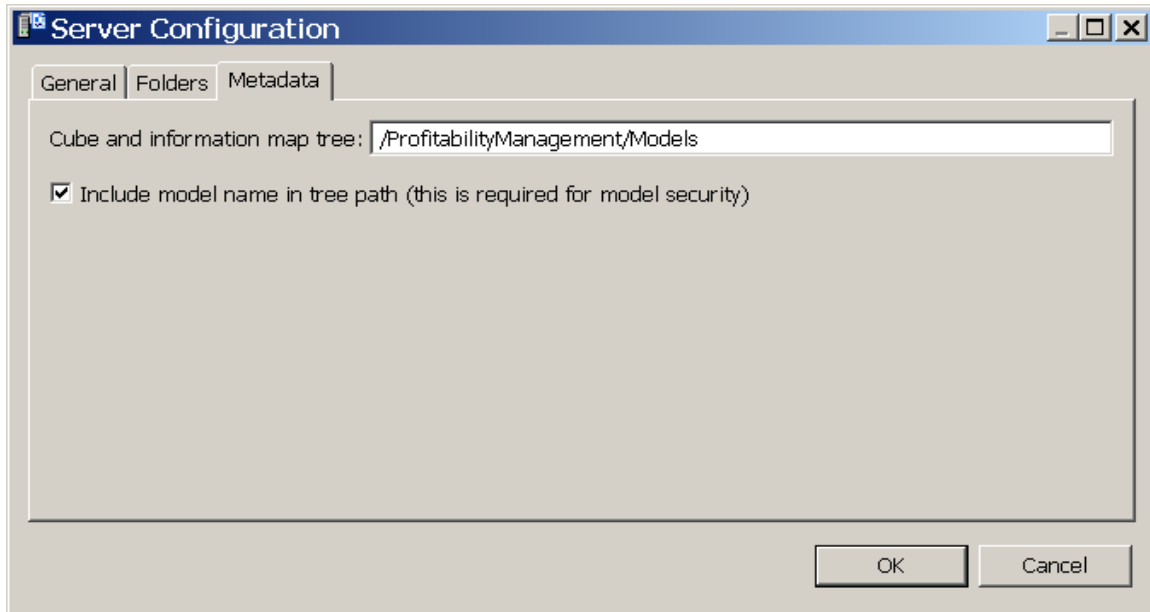 Server Configuration
General Folders Metadata
Cube and information map tree: /ProfitabilityManagement/Models
Include model name in tree path (this is required for model security)
OK Cancel